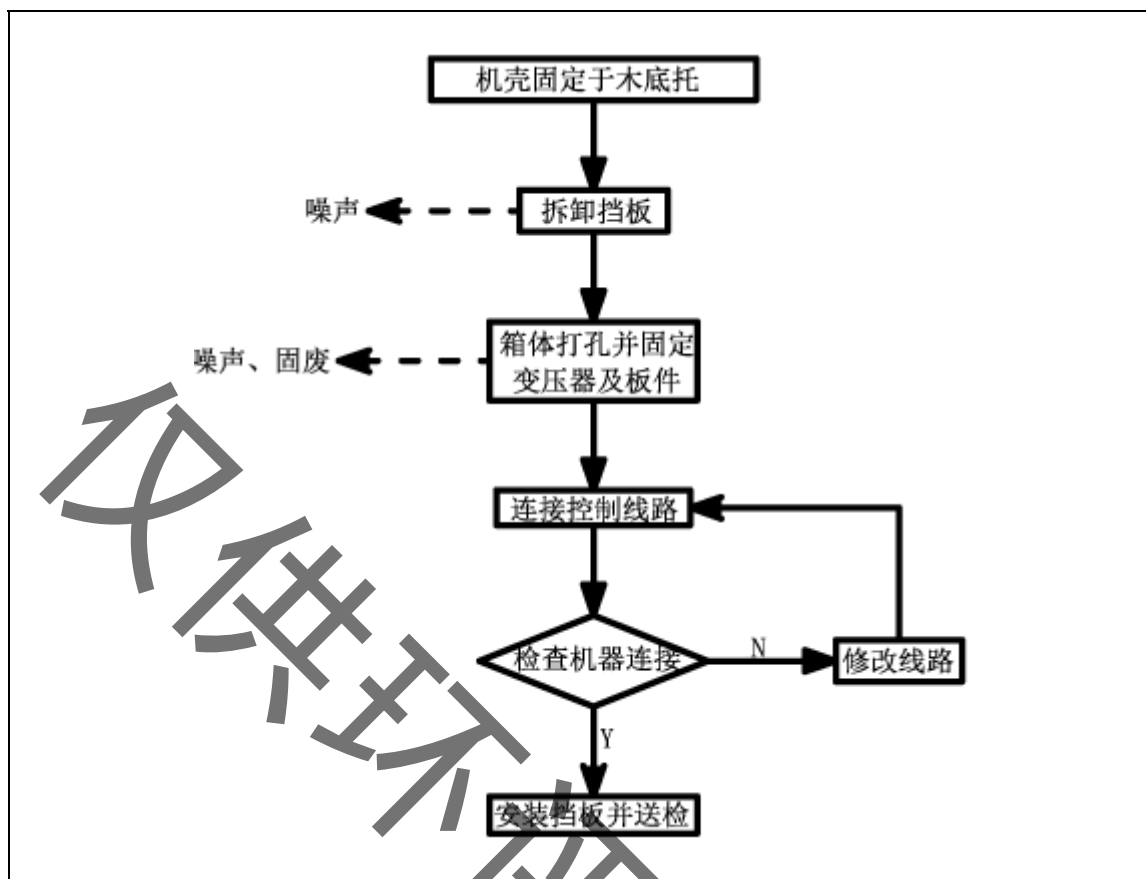 机壳固定于木底托
噪声
拆卸挡板
噪声、固废
箱体打孔并固定
变压器及板件
连接控制线路
检查机器连接
N
修改线路
Y
安装挡板并送检
仅供环